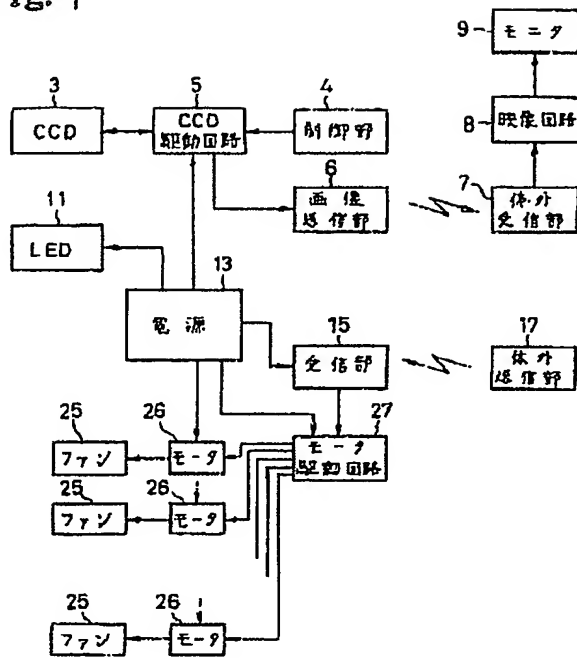 9
モニタ
3
5
4
CCD
CCD
駆動回路
制御部
8
映像回路
6
画像
送信部
7
体外
受信部
11
LED
13
電源
15
受信部
17
体外
送信部
25
26
27
ファン
モータ
モータ
駆動回路
25
26
ファン
モータ
25
26
ファン
モータ